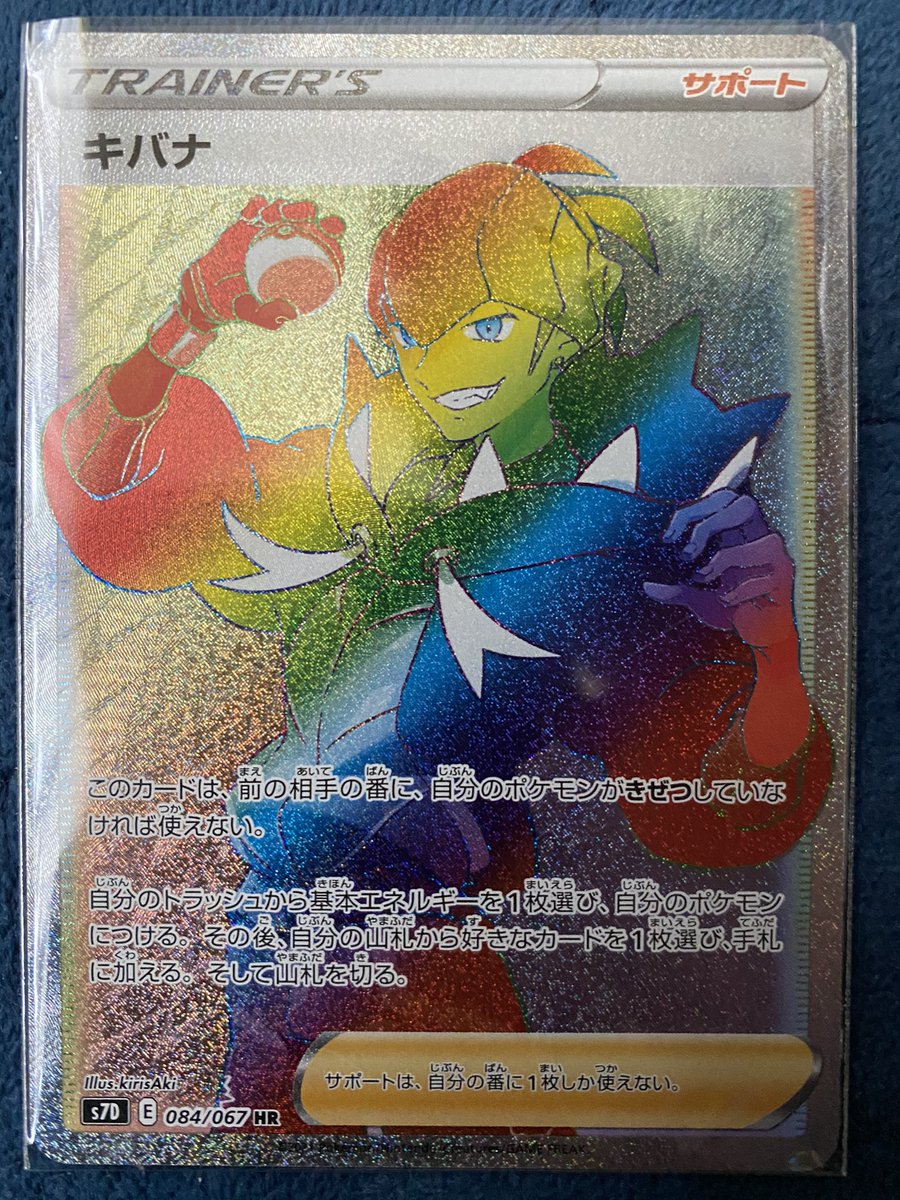 TRAINER'S サポート
キバナ
このカードは、前の相手の番に、自分のポケモンがきぜつしていな
ければ使えない。
自分のトラッシュから基本エネルギーを1枚選び、自分のポケモン
につける。その後、自分の山札から好きなカードを1枚選び、手札
に加える。そして山札を切る。
サポートは、自分の番に1枚しか使えない。
Illus.kirisAki
s7D E 084/067 HR
©2021 Pokémon/Nintendo/Creatures/GAME FREAK